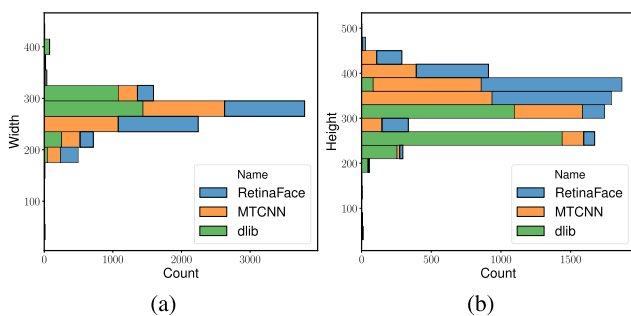 400
300
200
100
Width
0
1000
2000
3000
Count
Name
RetinaFace
MTCNN
dlib
(a)
500
400
300
200
100
Height
0
500
1000
1500
Count
Name
RetinaFace
MTCNN
dlib
(b)